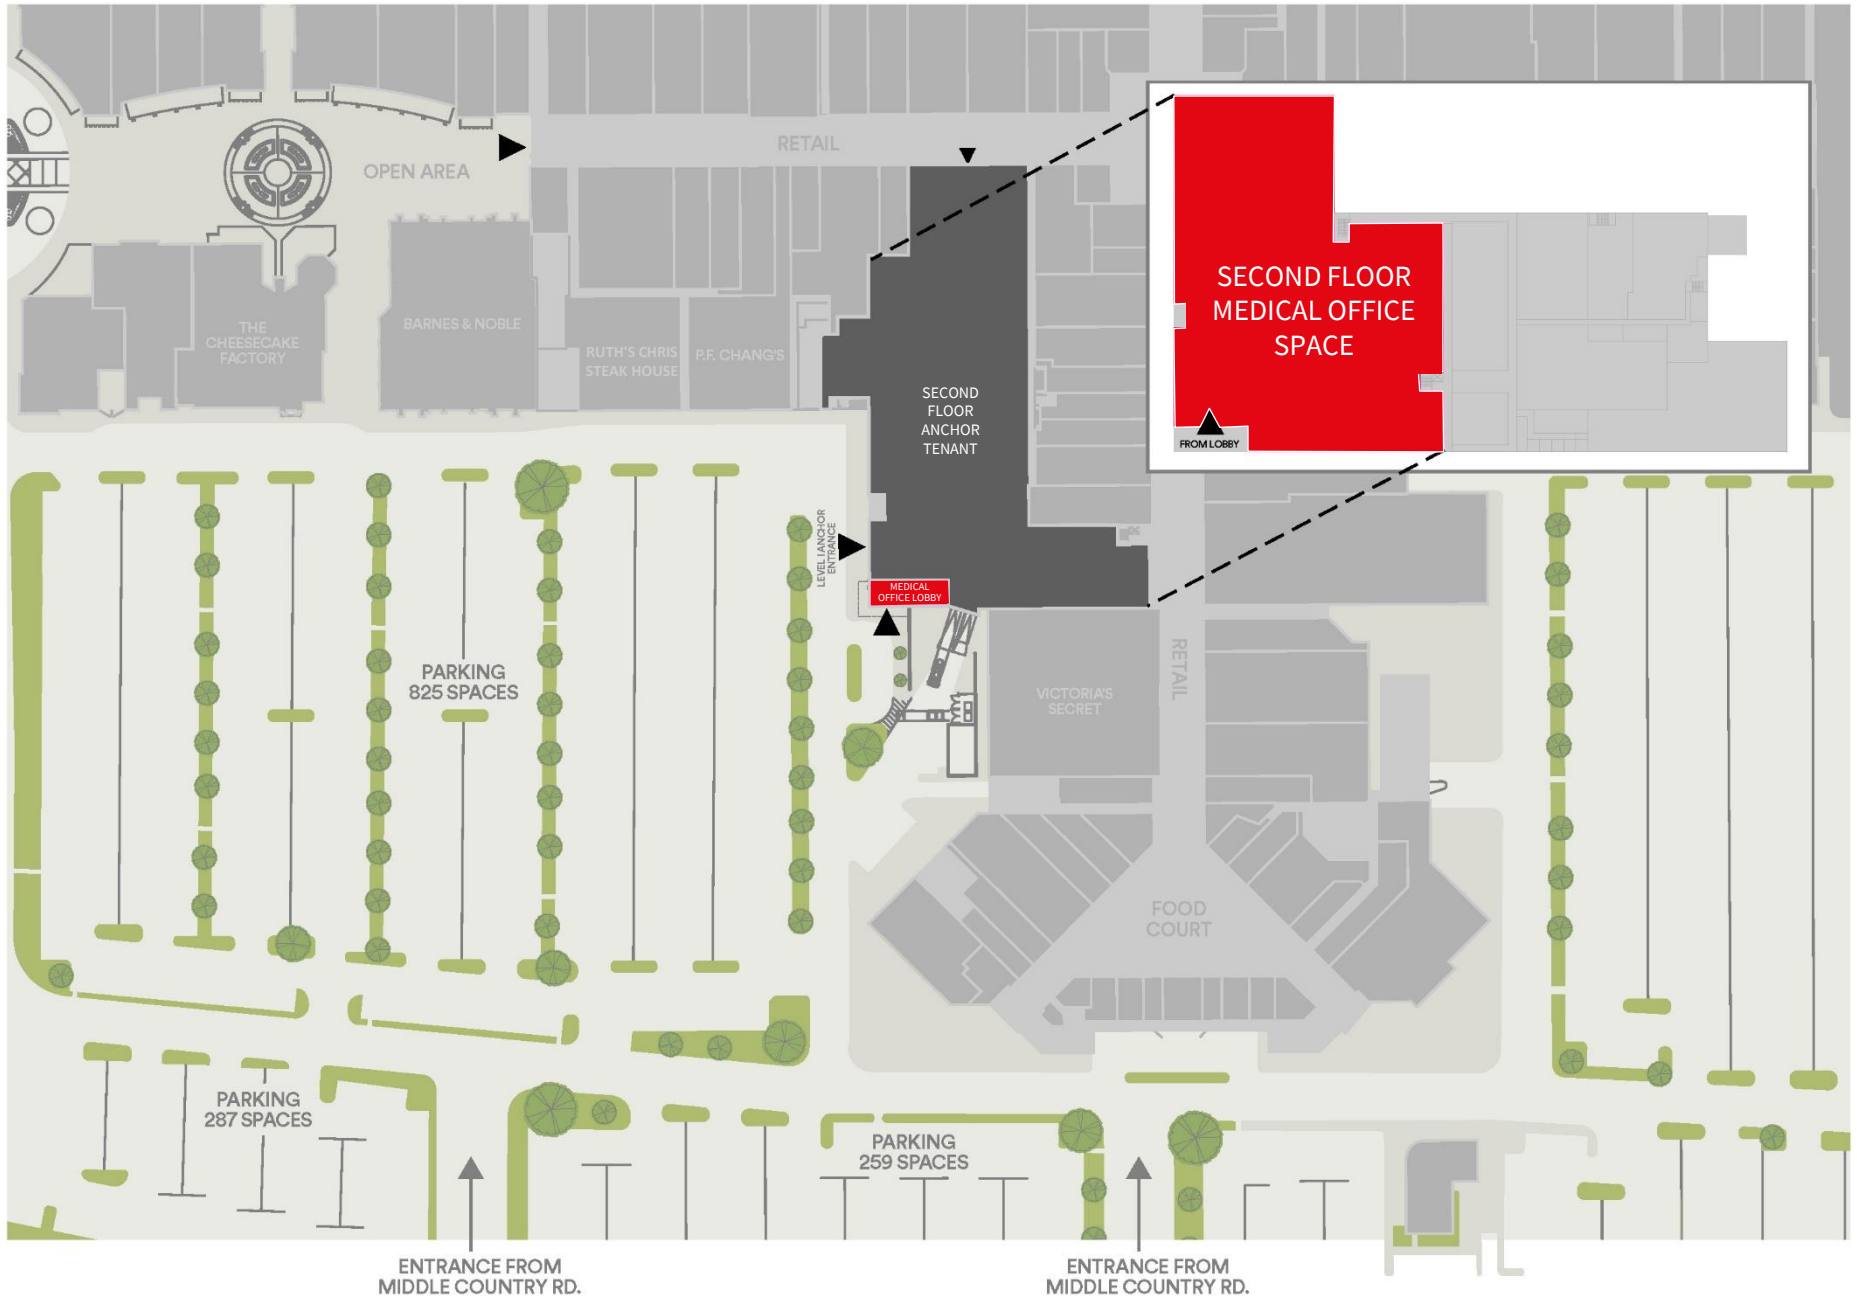 RETAIL
OPEN AREA
SECOND FLOOR
MEDICAL OFFICE
SPACE
FROM LOBBY
THE
CHEESECAKE
FACTORY
BARNES & NOBLE
RUTH'S CHRIS
STEAK HOUSE
P.F. CHANG'S
SECOND
FLOOR
ANCHOR
TENANT
LEVEL 1 ANCHOR
ENTRANCE
MEDICAL
OFFICE LOBBY
PARKING
825 SPACES
VICTORIA'S
SECRET
RETAIL
FOOD
COURT
PARKING
287 SPACES
PARKING
259 SPACES
ENTRANCE FROM
MIDDLE COUNTRY RD.
ENTRANCE FROM
MIDDLE COUNTRY RD.